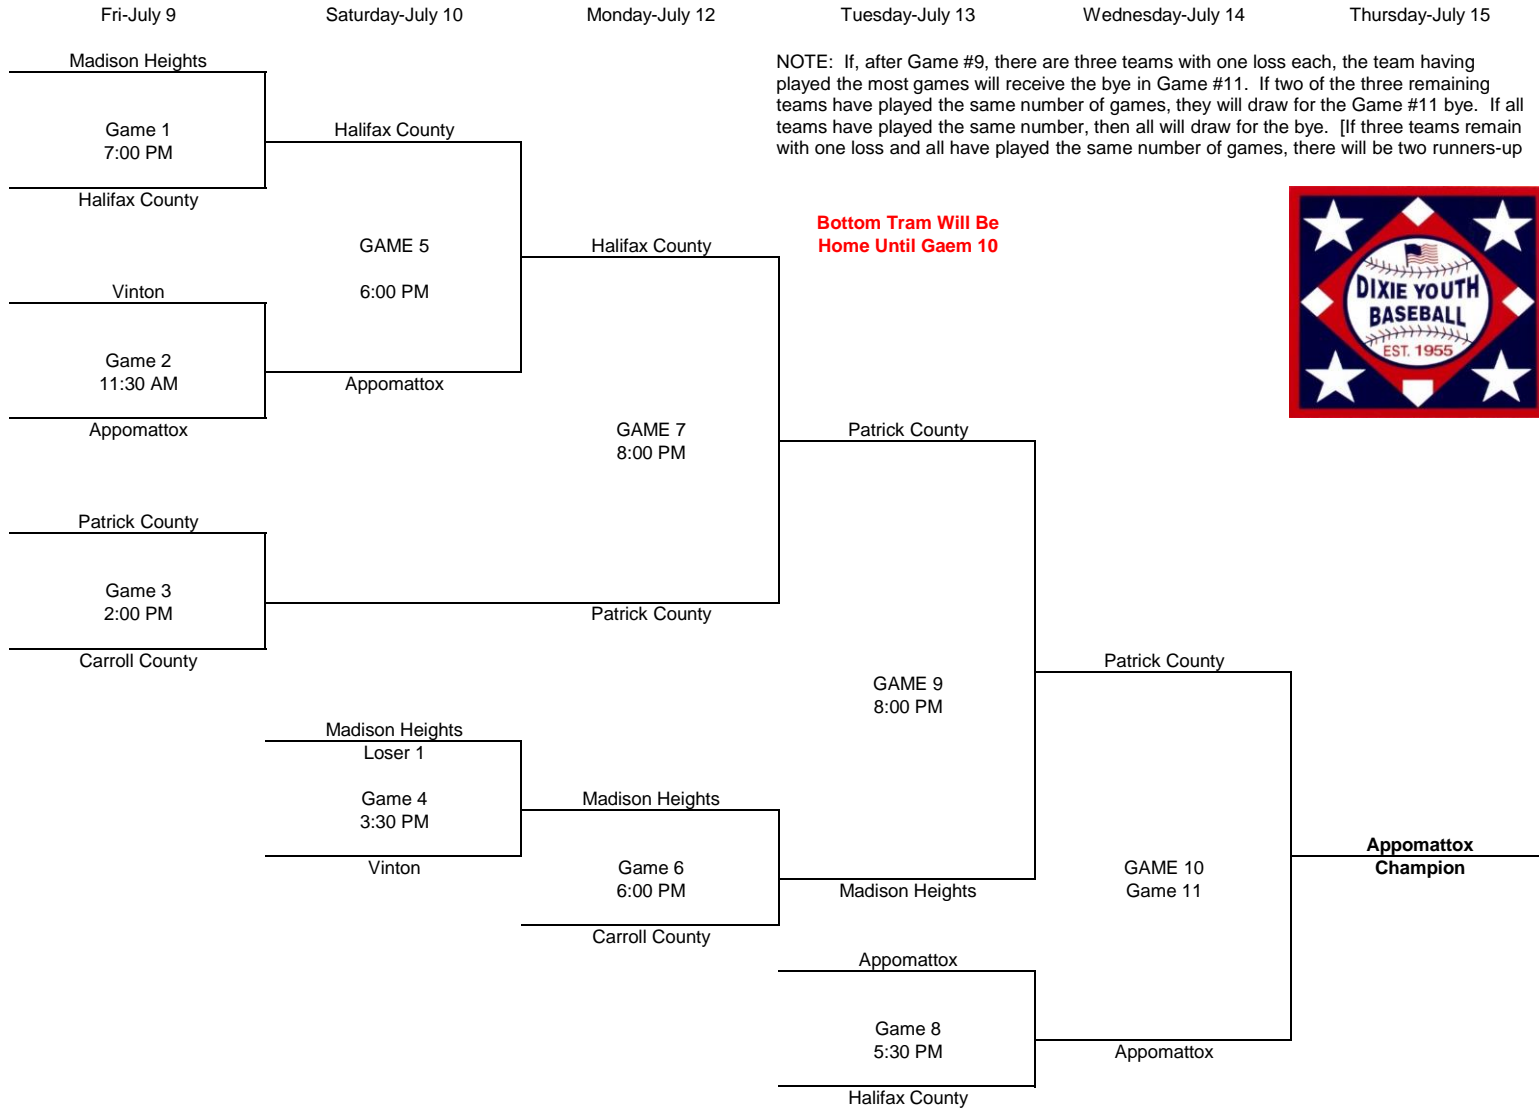 Fri-July 9
Saturday-July 10
Monday-July 12
Tuesday-July 13
Wednesday-July 14
Thursday-July 15
NOTE:  If, after Game #9, there are three teams with one loss each, the team having
played the most games will receive the bye in Game #11.  If two of the three remaining
teams have played the same number of games, they will draw for the Game #11 bye.  If all
teams have played the same number, then all will draw for the bye.  [If three teams remain
with one loss and all have played the same number of games, there will be two runners-up
Madison Heights
Game 1
7:00 PM
Halifax County
Vinton
Game 2
11:30 AM
Appomattox
Patrick County
Game 3
2:00 PM
Carroll County
Halifax County
GAME 5
6:00 PM
Appomattox
Madison Heights
Loser 1
Game 4
3:30 PM
Vinton
Halifax County
GAME 7
8:00 PM
Patrick County
Madison Heights
Game 6
6:00 PM
Carroll County
Bottom Tram Will Be
Home Until Gaem 10
Patrick County
GAME 9
8:00 PM
Madison Heights
Appomattox
Game 8
5:30 PM
Halifax County
Patrick County
GAME 10
Game 11
Appomattox
DIXIE YOUTH
BASEBALL
EST. 1955
Appomattox
Champion